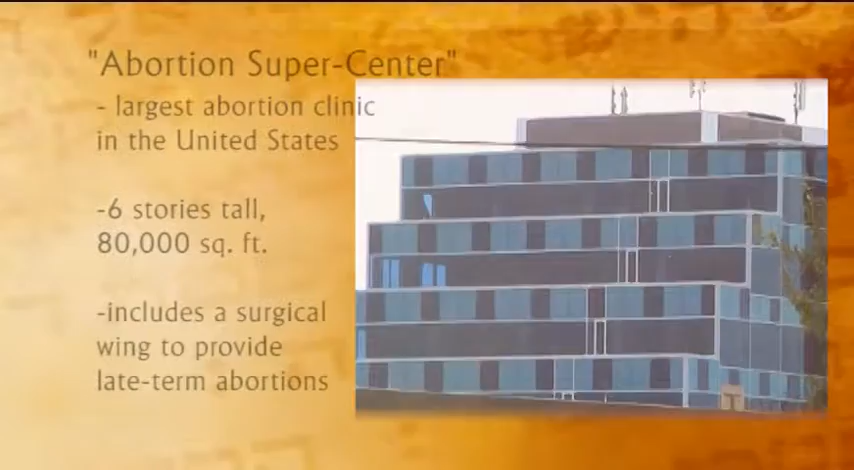 "Abortion Super-Center"
- largest abortion clinic
in the United States
-6 stories tall,
80,000 sq. ft.
-includes a surgical
wing to provide
late-term abortions